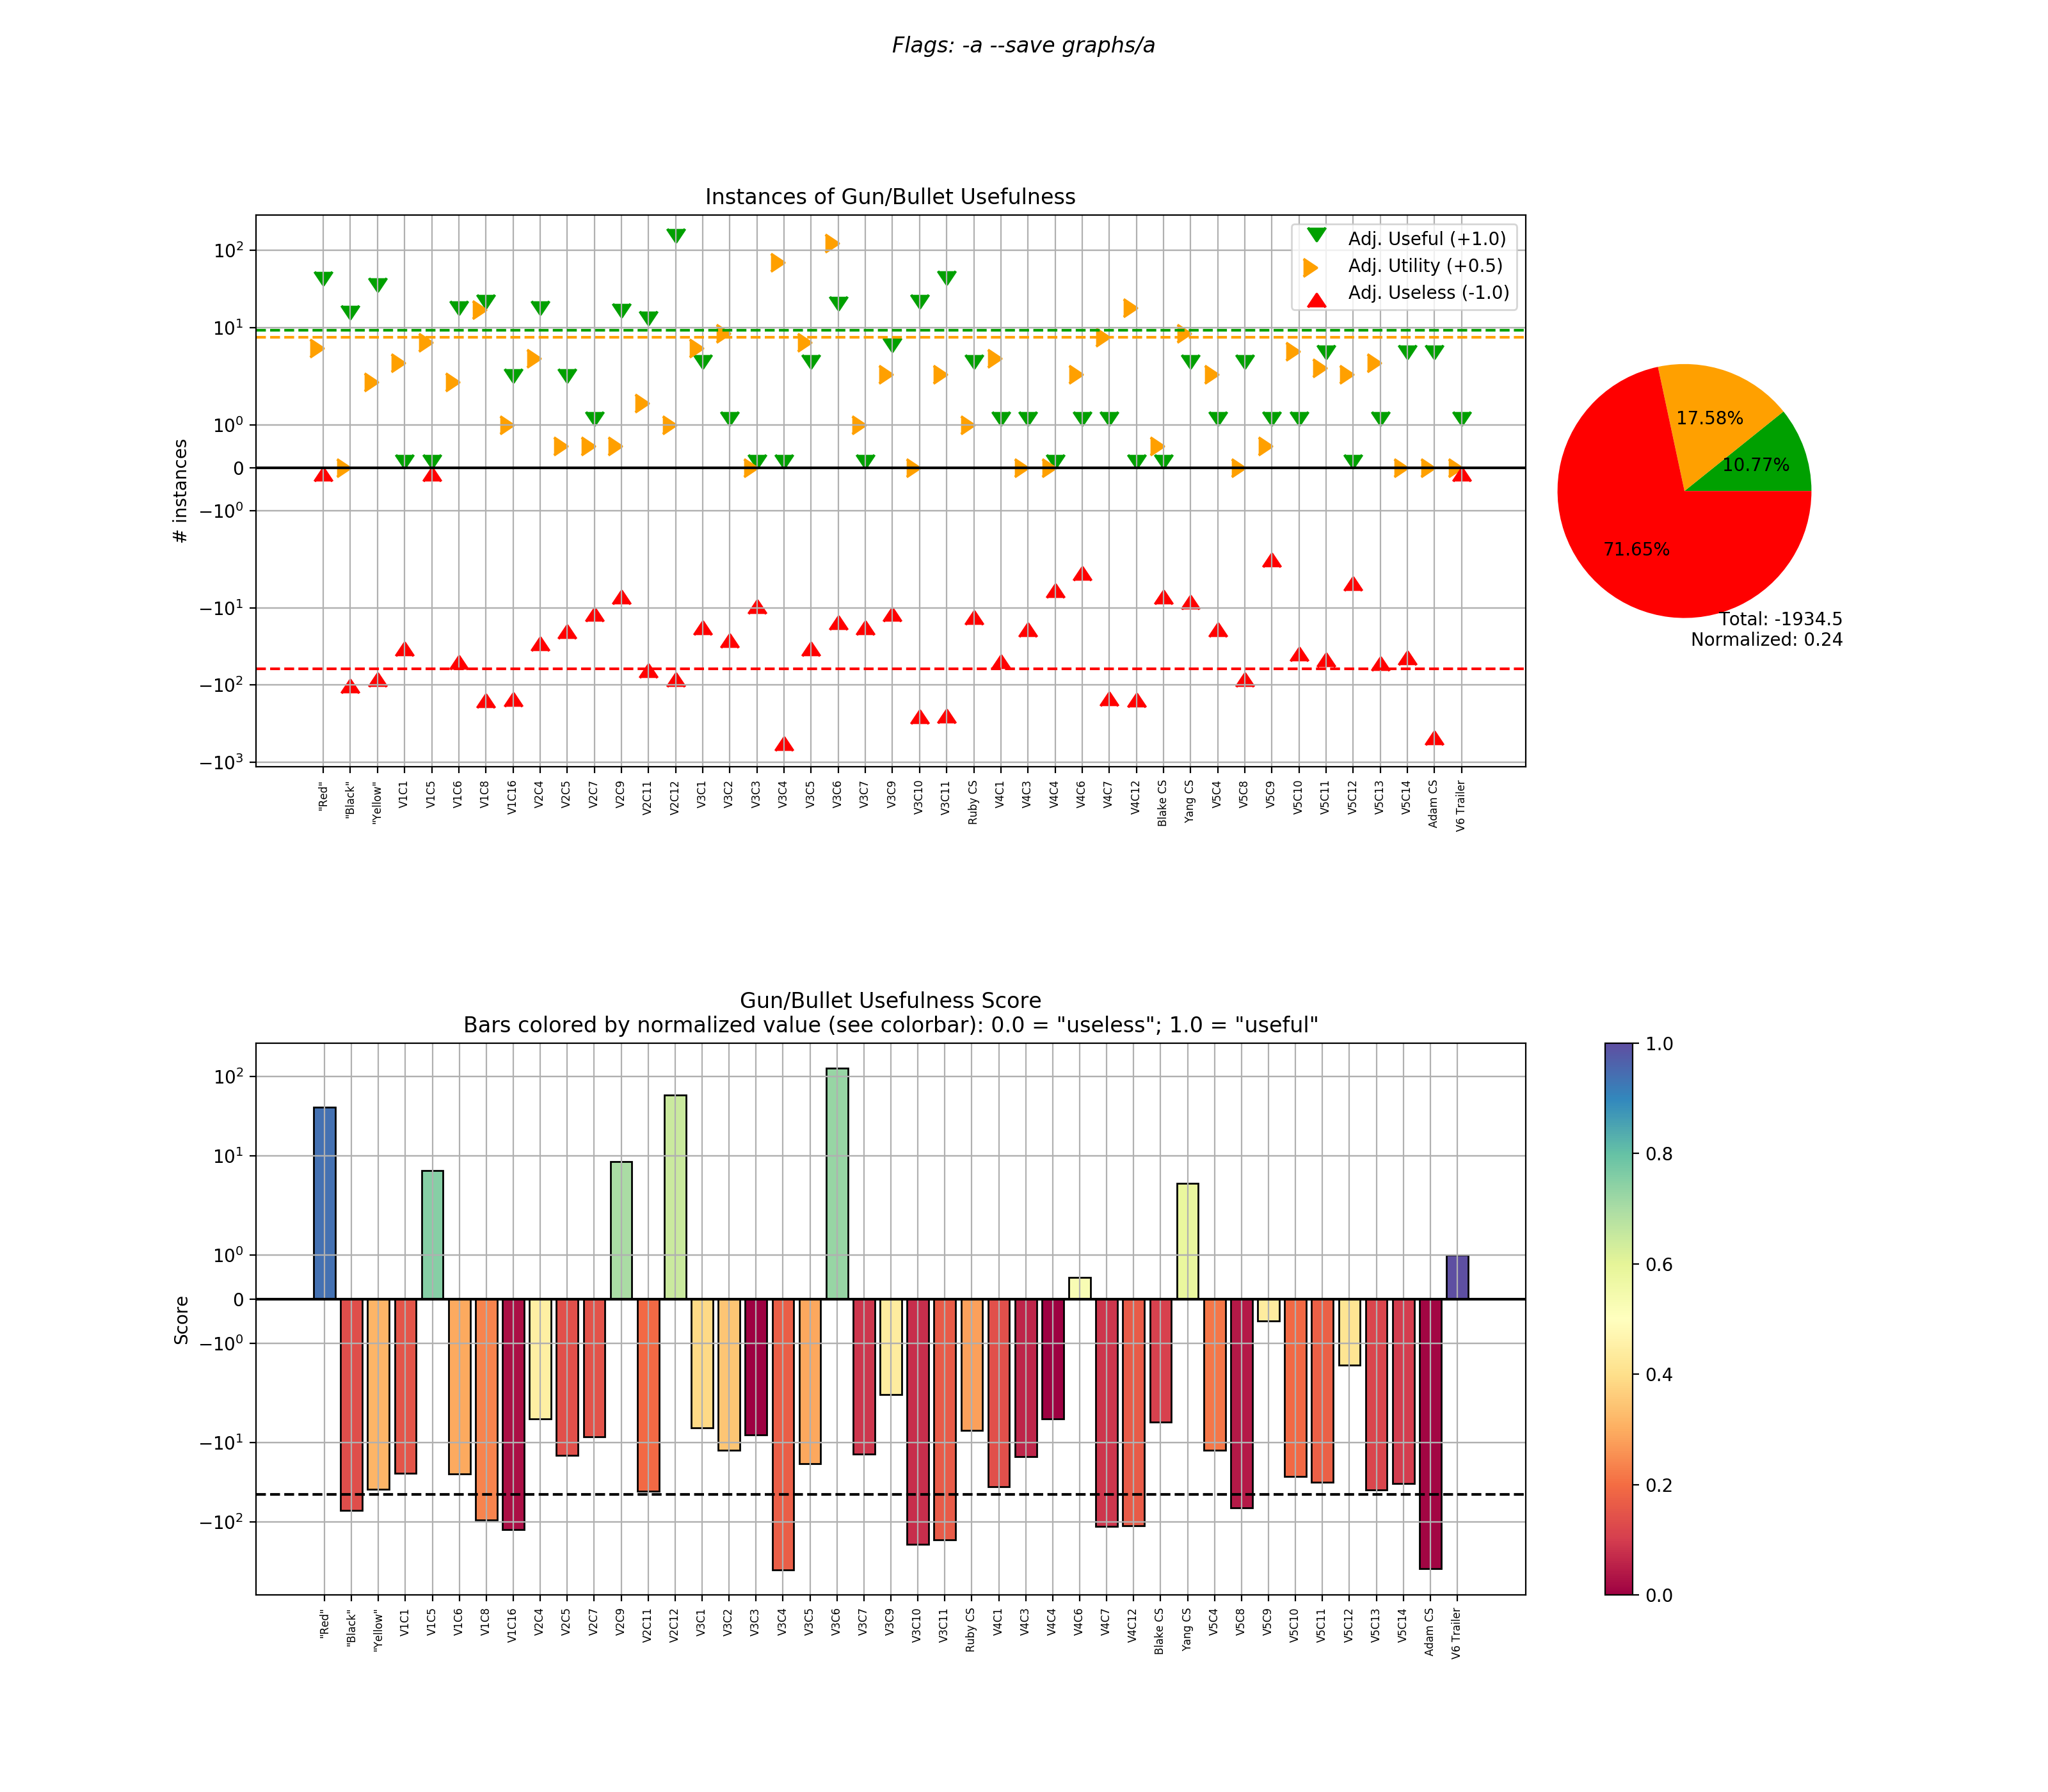 Flags: -a --save graphs/a
Instances of Gun/Bullet Usefulness
# instances
10²
10¹
10⁰
0
−10⁰
−10¹
−10²
−10³
Adj. Useful (+1.0)
Adj. Utility (+0.5)
Adj. Useless (-1.0)
"Red"
"Black"
"Yellow"
V1C1
V1C5
V1C6
V1C8
V1C16
V2C4
V2C5
V2C7
V2C9
V2C11
V2C12
V3C1
V3C2
V3C3
V3C4
V3C5
V3C6
V3C7
V3C9
V3C10
V3C11
Ruby CS
V4C1
V4C3
V4C4
V4C6
V4C7
V4C12
Blake CS
Yang CS
V5C4
V5C8
V5C9
V5C10
V5C11
V5C12
V5C13
V5C14
Adam CS
V6 Trailer
17.58%
10.77%
71.65%
Total: -1934.5
Normalized: 0.24
Gun/Bullet Usefulness Score
Bars colored by normalized value (see colorbar): 0.0 = "useless"; 1.0 = "useful"
Score
10²
10¹
10⁰
0
−10⁰
−10¹
−10²
"Red"
"Black"
"Yellow"
V1C1
V1C5
V1C6
V1C8
V1C16
V2C4
V2C5
V2C7
V2C9
V2C11
V2C12
V3C1
V3C2
V3C3
V3C4
V3C5
V3C6
V3C7
V3C9
V3C10
V3C11
Ruby CS
V4C1
V4C3
V4C4
V4C6
V4C7
V4C12
Blake CS
Yang CS
V5C4
V5C8
V5C9
V5C10
V5C11
V5C12
V5C13
V5C14
Adam CS
V6 Trailer
1.0
0.8
0.6
0.4
0.2
0.0